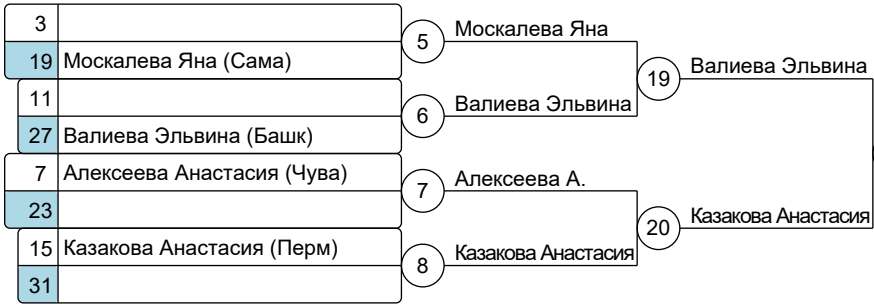 3
19 Москалева Яна (Сама)
5
Москалева Яна
11
27 Валиева Эльвина (Башк)
6
Валиева Эльвина
19
Валиева Эльвина
7 Алексеева Анастасия (Чува)
23
7
Алексеева А.
15 Казакова Анастасия (Перм)
31
8
Казакова Анастасия
20
Казакова Анастасия